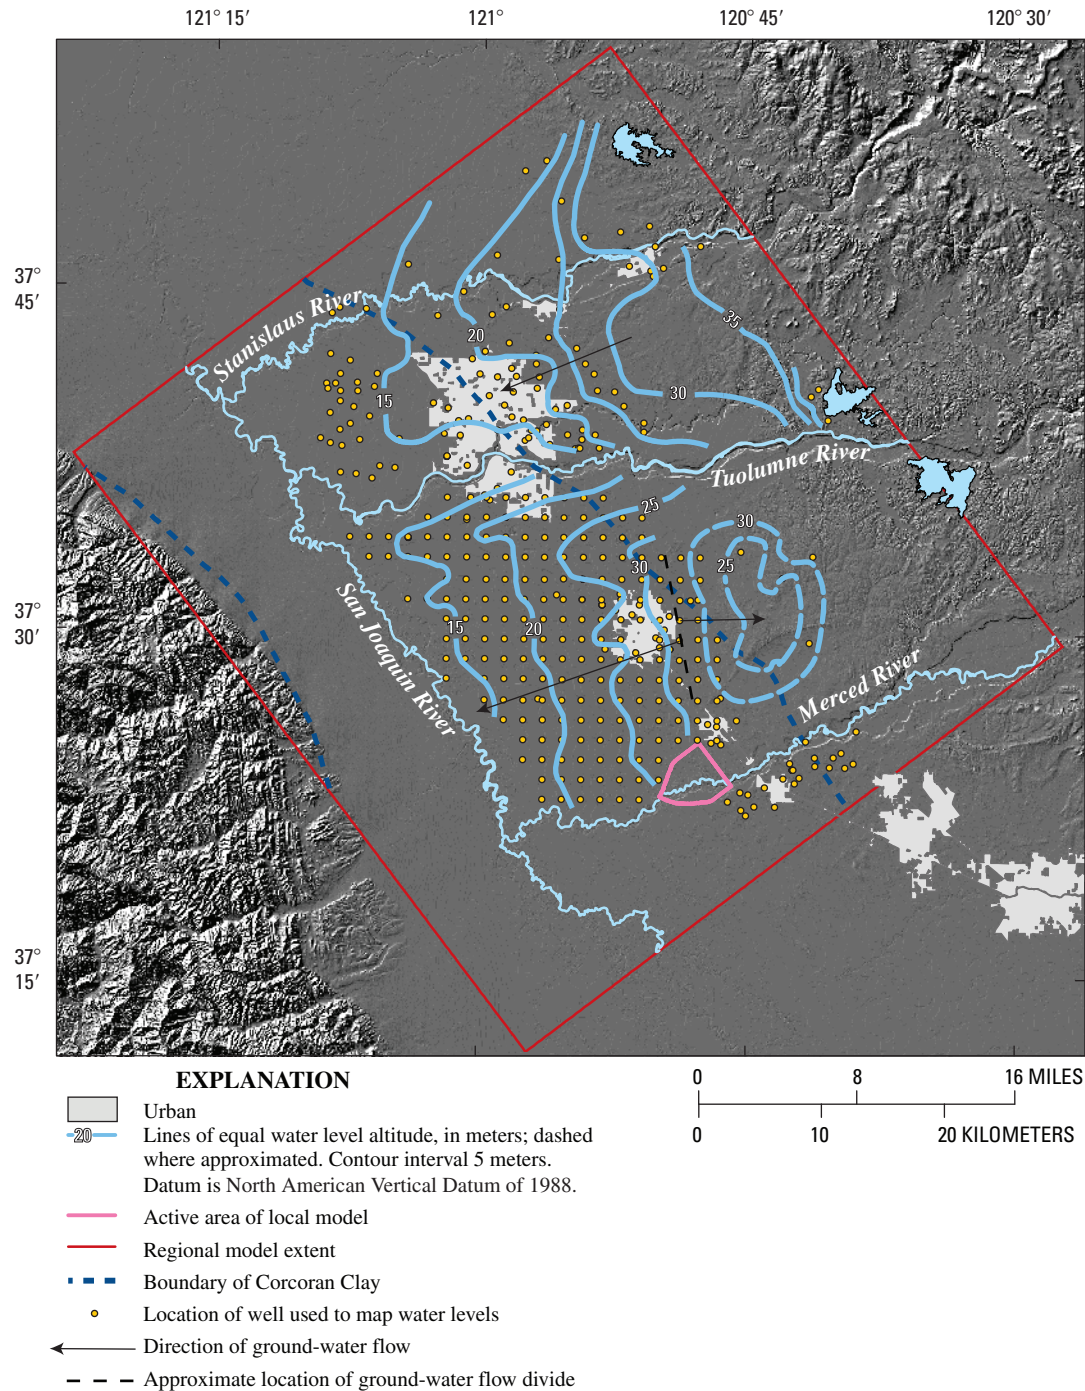 121° 15′
121°
120° 45′
120° 30′
37°
45′
37°
30′
37°
15′
Stanislaus River
35
20
30
15
Tuolumne River
25
30
30
25
San Joaquin River
15
20
Merced River
EXPLANATION
Urban
20
Lines of equal water level altitude, in meters; dashed
where approximated. Contour interval 5 meters.
Datum is North American Vertical Datum of 1988.
Active area of local model
Regional model extent
Boundary of Corcoran Clay
Location of well used to map water levels
Direction of ground-water flow
Approximate location of ground-water flow divide
0 8 16 MILES
0 10 20 KILOMETERS